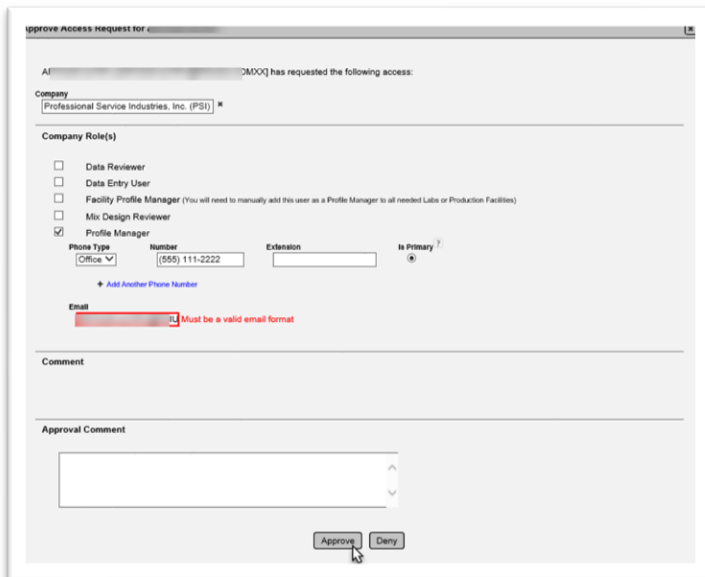 Approve Access Request for
has requested the following access:
Company
Professional Service Industries, Inc. (PSI)
Company Role(s)
Data Reviewer
Data Entry User
Facility Profile Manager (You will need to manually add this user as a Profile Manager to all needed Labs or Production Facilities)
Mix Design Reviewer
Profile Manager
Phone Type Number Extension Is Primary ?
Office (555) 111-2222
+ Add Another Phone Number
Email
Must be a valid email format
Comment
Approval Comment
Approve Deny